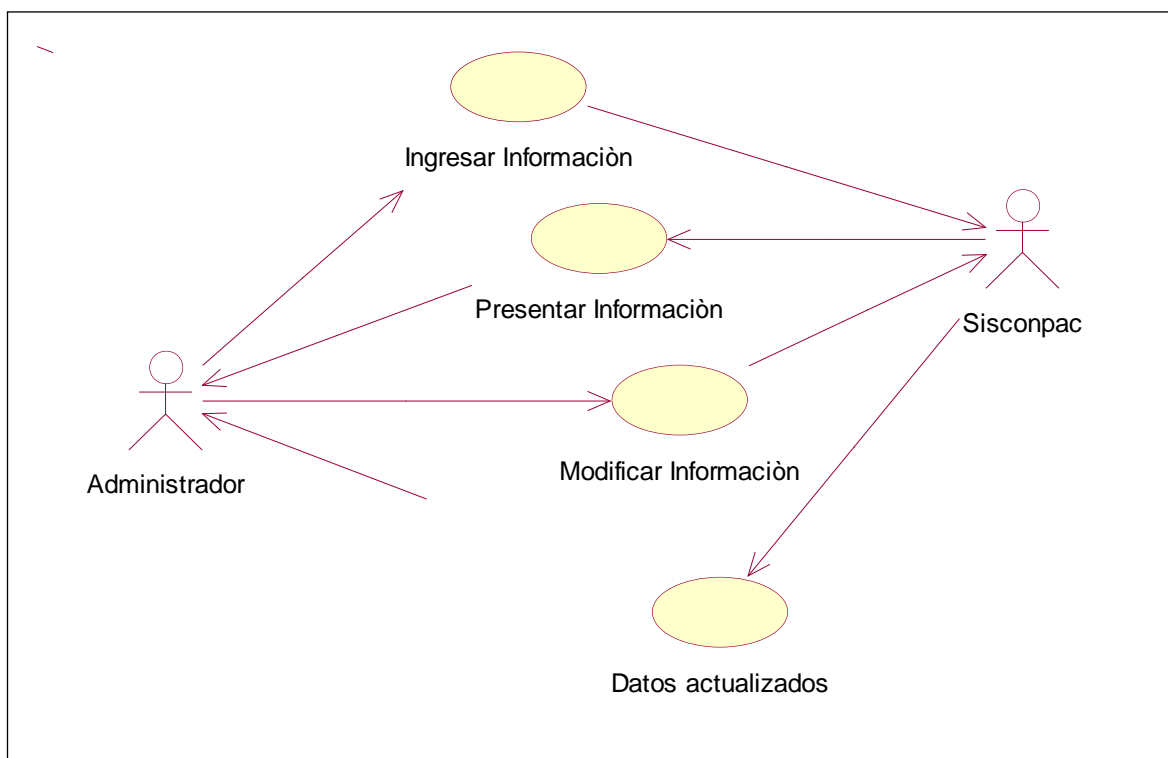 Ingresar Informaciòn
Presentar Informaciòn
Sisconpac
Administrador
Modificar Informaciòn
Datos actualizados